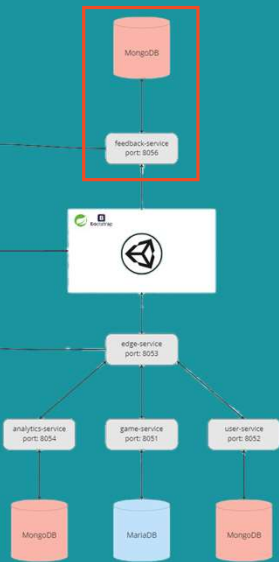 MongoDB
feedback-service
port: 8056
Bootstrap
edge-service
port: 8053
analytics-service
port: 8054
game-service
port: 8051
user-service
port: 8052
MongoDB
MariaDB
MongoDB